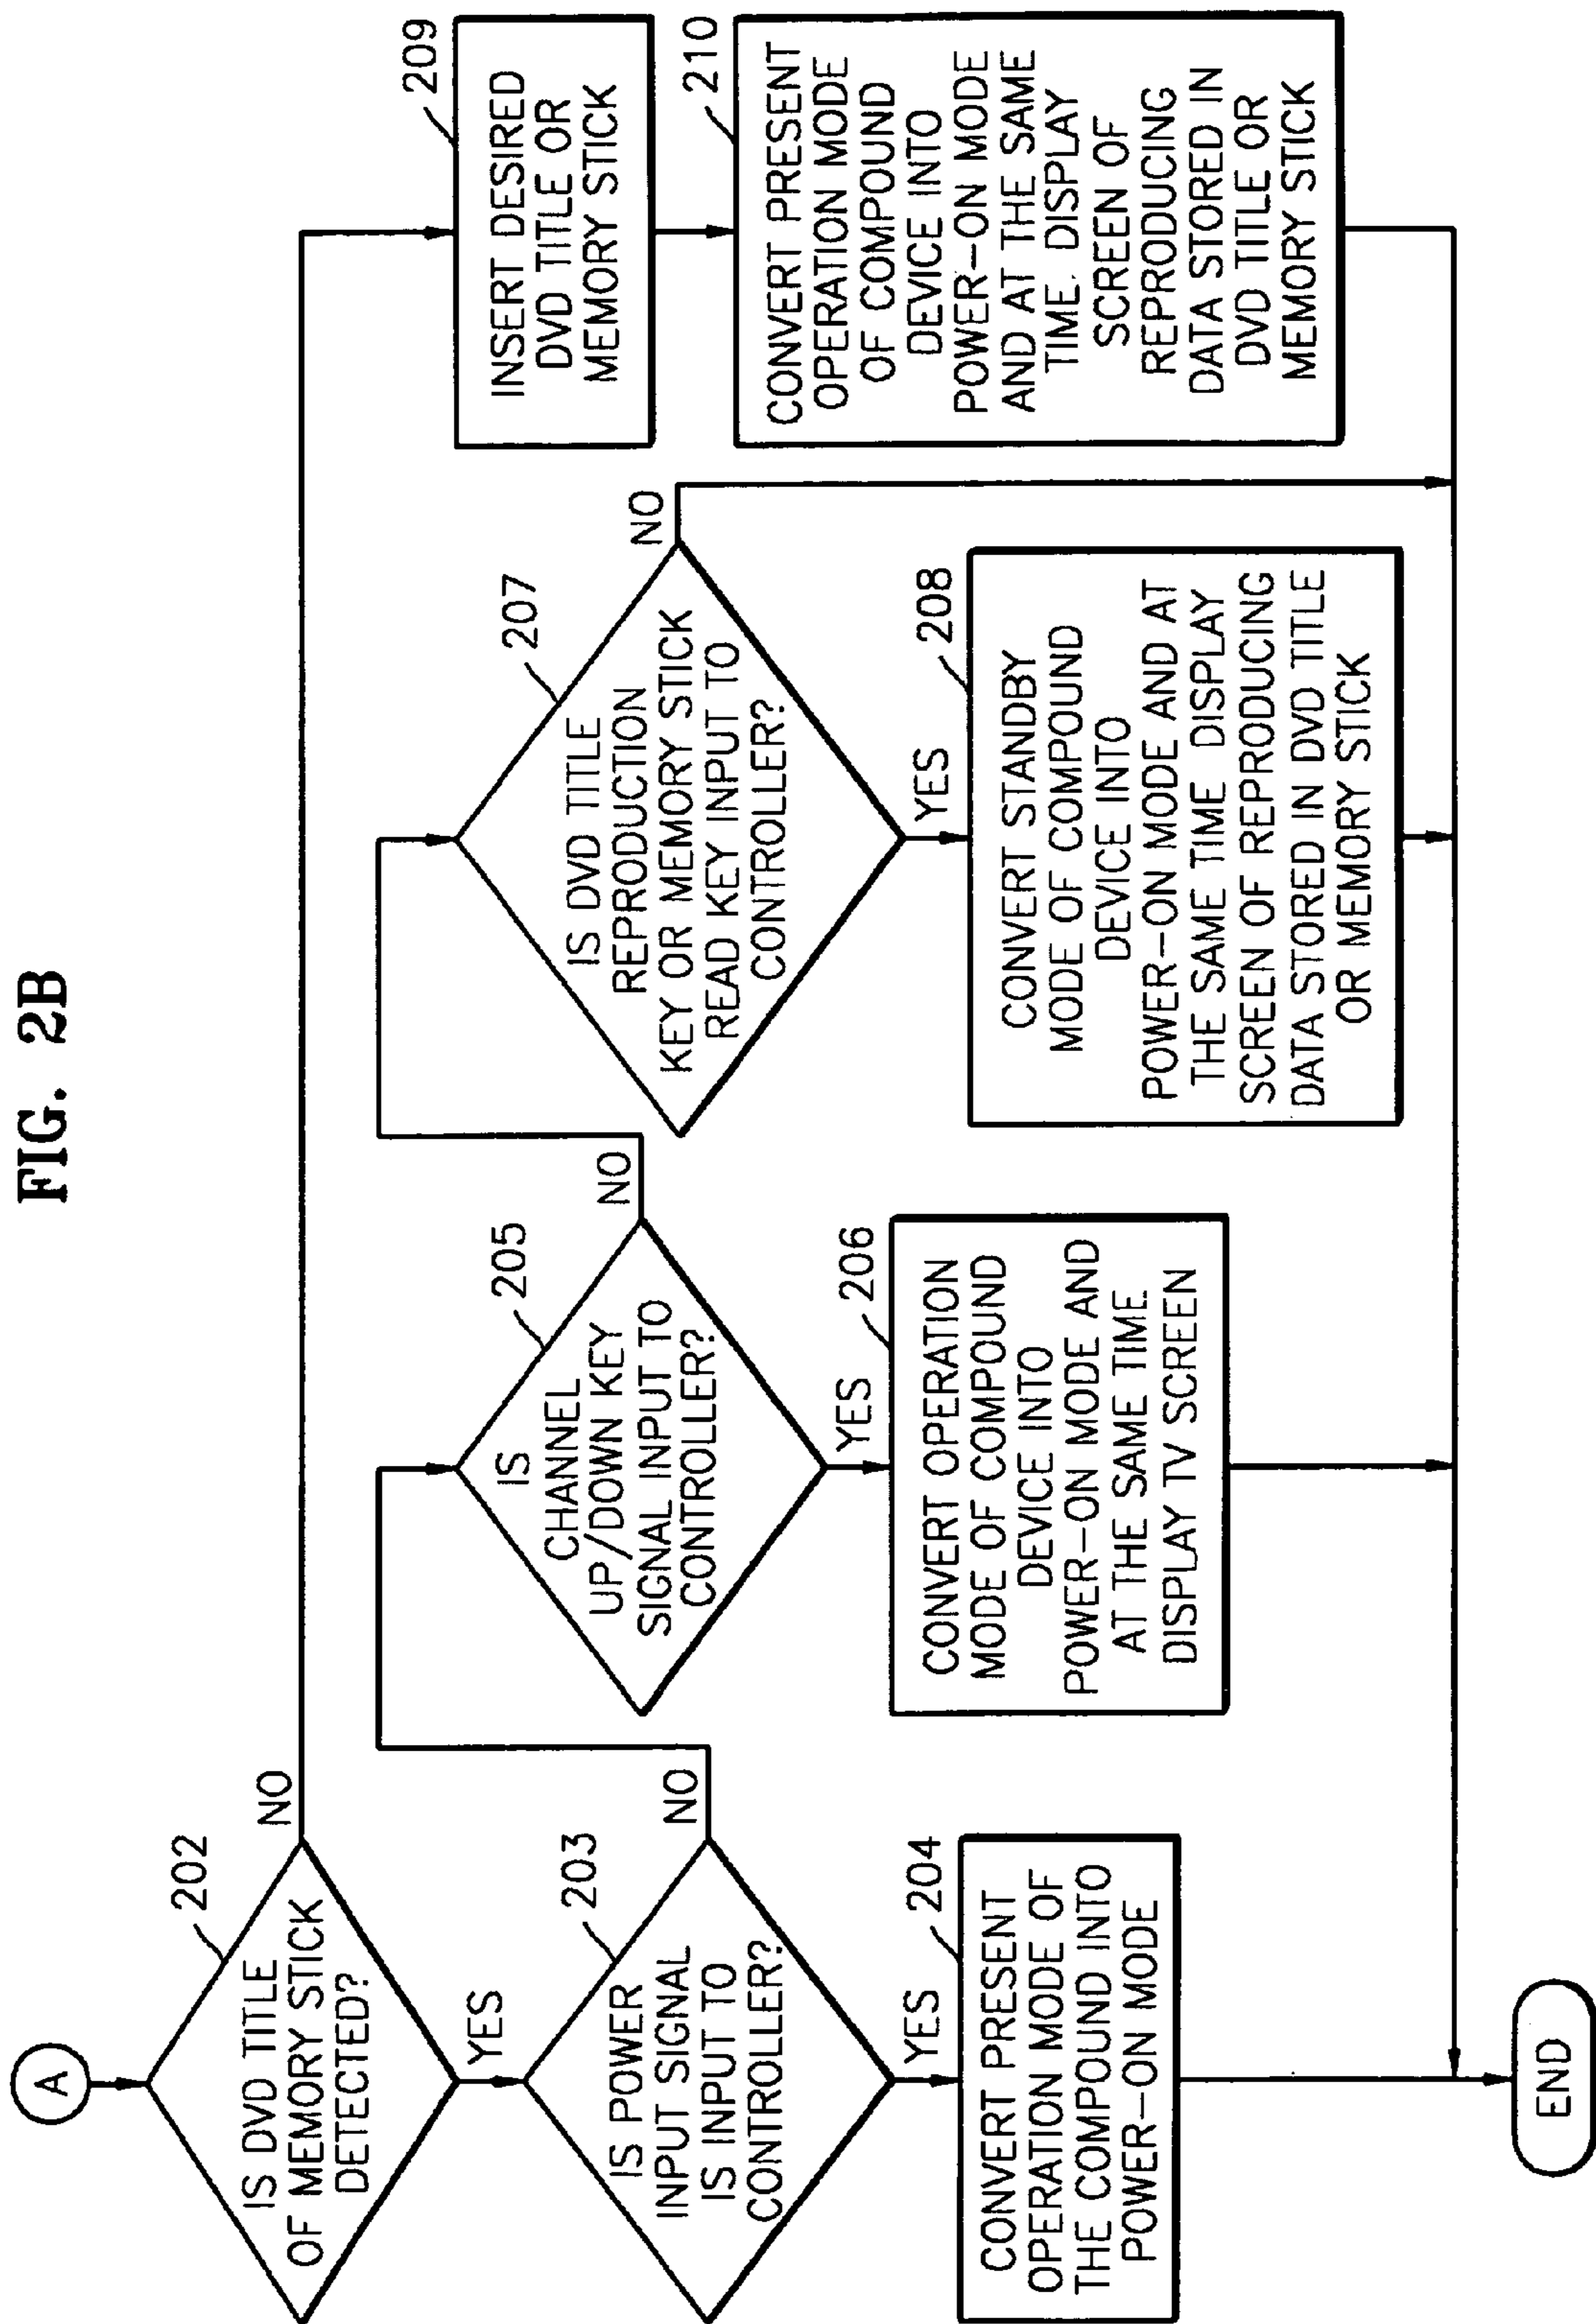 FIG. 2B
A
202
IS DVD TITLE
OF MEMORY STICK
DETECTED?
NO
YES
203
IS POWER
INPUT SIGNAL
IS INPUT TO
CONTROLLER?
NO
YES
204
CONVERT PRESENT
OPERATION MODE OF
THE COMPOUND INTO
POWER-ON MODE
205
IS
CHANNEL
UP/DOWN KEY
SIGNAL INPUT TO
CONTROLLER?
NO
YES
206
CONVERT OPERATION
MODE OF COMPOUND
DEVICE INTO
POWER-ON MODE AND
AT THE SAME TIME
DISPLAY TV SCREEN
207
IS DVD TITLE
REPRODUCTION
KEY OR MEMORY STICK
READ KEY INPUT TO
CONTROLLER?
NO
YES
208
CONVERT STANDBY
MODE OF COMPOUND
DEVICE INTO
POWER-ON MODE AND AT
THE SAME TIME DISPLAY
SCREEN OF REPRODUCING
DATA STORED IN DVD TITLE
OR MEMORY STICK
209
INSERT DESIRED
DVD TITLE OR
MEMORY STICK
210
CONVERT PRESENT
OPERATION MODE
OF COMPOUND
DEVICE INTO
POWER-ON MODE
AND AT THE SAME
TIME. DISPLAY
SCREEN OF
REPRODUCING
DATA STORED IN
DVD TITLE OR
MEMORY STICK
END